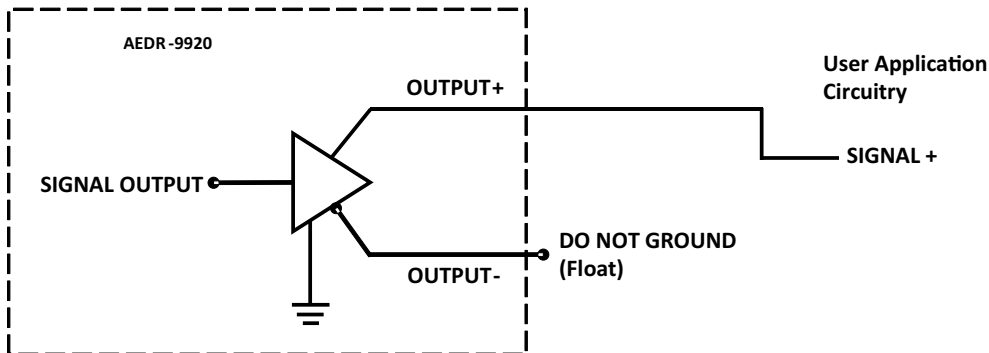 AEDR-9920
OUTPUT+
User Application
Circuitry
SIGNAL +
SIGNAL OUTPUT
DO NOT GROUND
(Float)
OUTPUT-